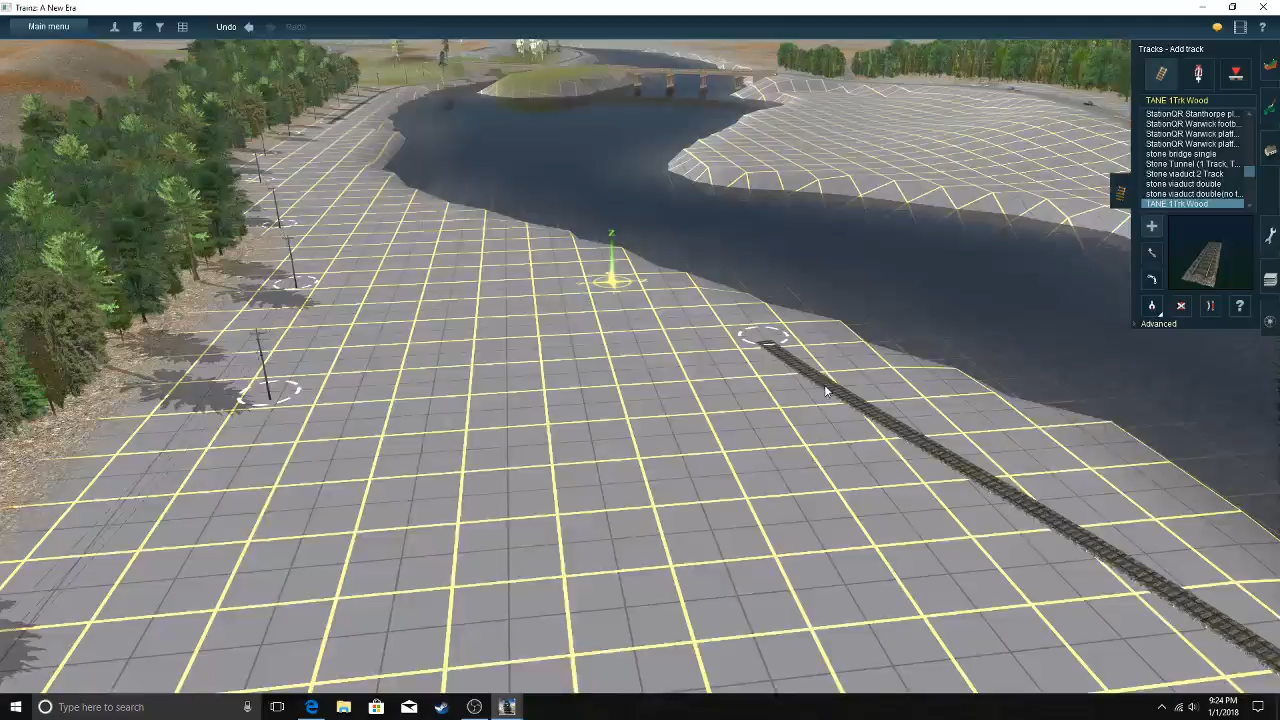 Trainz: A New Era
Main menu
Undo
Redo
Tracks - Add track
TANE 1Trk Wood
StationQR Stanthorpe pl...
StationQR Warwick footb...
StationQR Warwick platf...
StationQR Warwick platf...
stone bridge single
Stone Tunnel (1 Track, T...
Stone viaduct 2 Track
stone viaduct double
stone viaduct double(no t...
TANE 1Trk Wood
?
Advanced
z
Type here to search
9:24 PM
1/1/2018